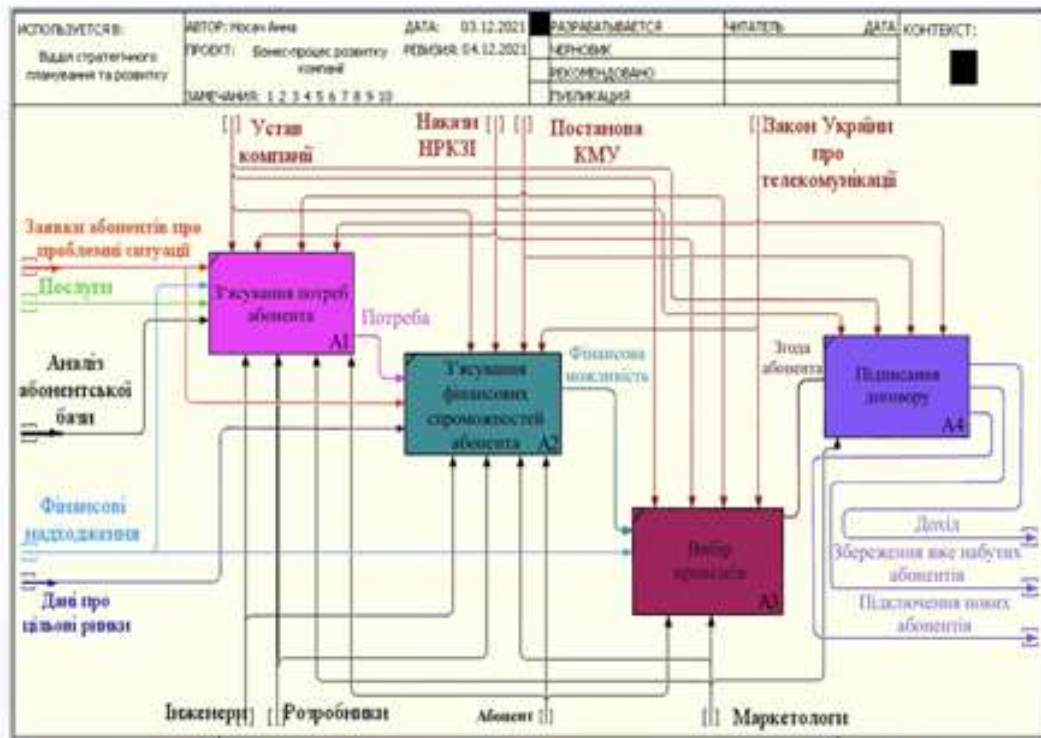 ИСПОЛЬЗУЕТСЯ В:
Відділ стратегічного
планування та розвитку
АВТОР: Носач Анна
ДАТА: 03.12.2021
ПРОЕКТ: Бізнес-процес розвитку
компанії
РЕВИЗИЯ: 04.12.2021
ЗАМЕЧАНИЯ: 1 2 3 4 5 6 7 8 9 10
РАЗРАБАТЫВАЕТСЯ
ЧЕРНОВИК
РЕКОМЕНДОВАНО
ПУБЛИКАЦИЯ
ЧИТАТЕЛЬ
ДАТА
КОНТЕКСТ:
Устав
компанії
Накази
НРКЗІ
Постанова
КМУ
Закон України
про
телекомунікації
Заявки абонентів про
проблемні ситуації
Послуги
Аналіз
абонентської
бази
Фінансові
надходження
Дані про
цільові ринки
З'ясування потреб
абонента
A1
Потреба
З'ясування
фінансових
спроможностей
абонента
A2
Фінансова
можливість
Вибір
A3
Згода
абонента
Підписання
договору
A4
Дохід
Збереження вже набутих
абонентів
Підключення нових
абонентів
Інженери
Розробники
Абонент
Маркетологи